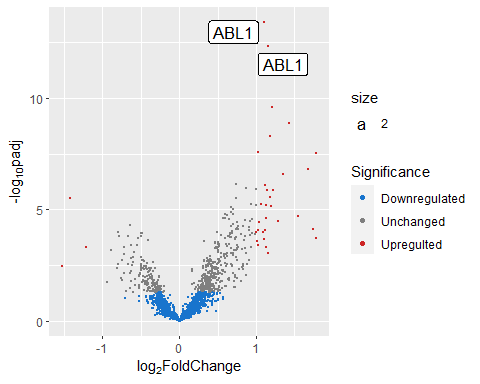 ABL1
ABL1
-log10padj
10
5
0
-1
0
1
log2FoldChange
size
a 2
Significance
Downregulated
Unchanged
Upregulted